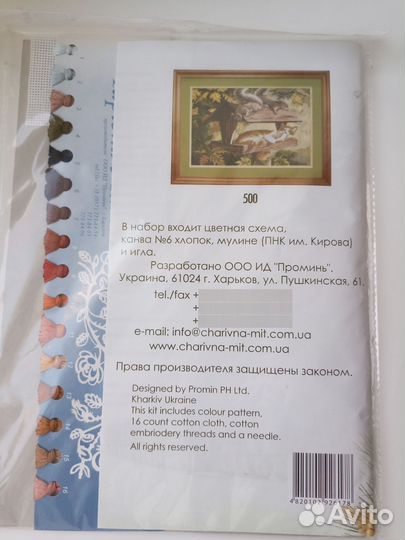 500
В набор входит цветная схема,
канва №6 хлопок, мулине (ПНК им. Кирова)
и игла.
Разработано ООО ИД "Проминь".
Украина, 61024 г. Харьков, ул. Пушкинская, 61.
tel./fax +
+
+
e-mail: info@charivna-mit.com.ua
www.charivna-mit.com.ua
Права производителя защищены законом.
Designed by Promin PH Ltd.
Kharkiv Ukraine
This kit includes colour pattern,
16 count cotton cloth, cotton
embriodery threads and a needle.
All rights reserved.
Avito